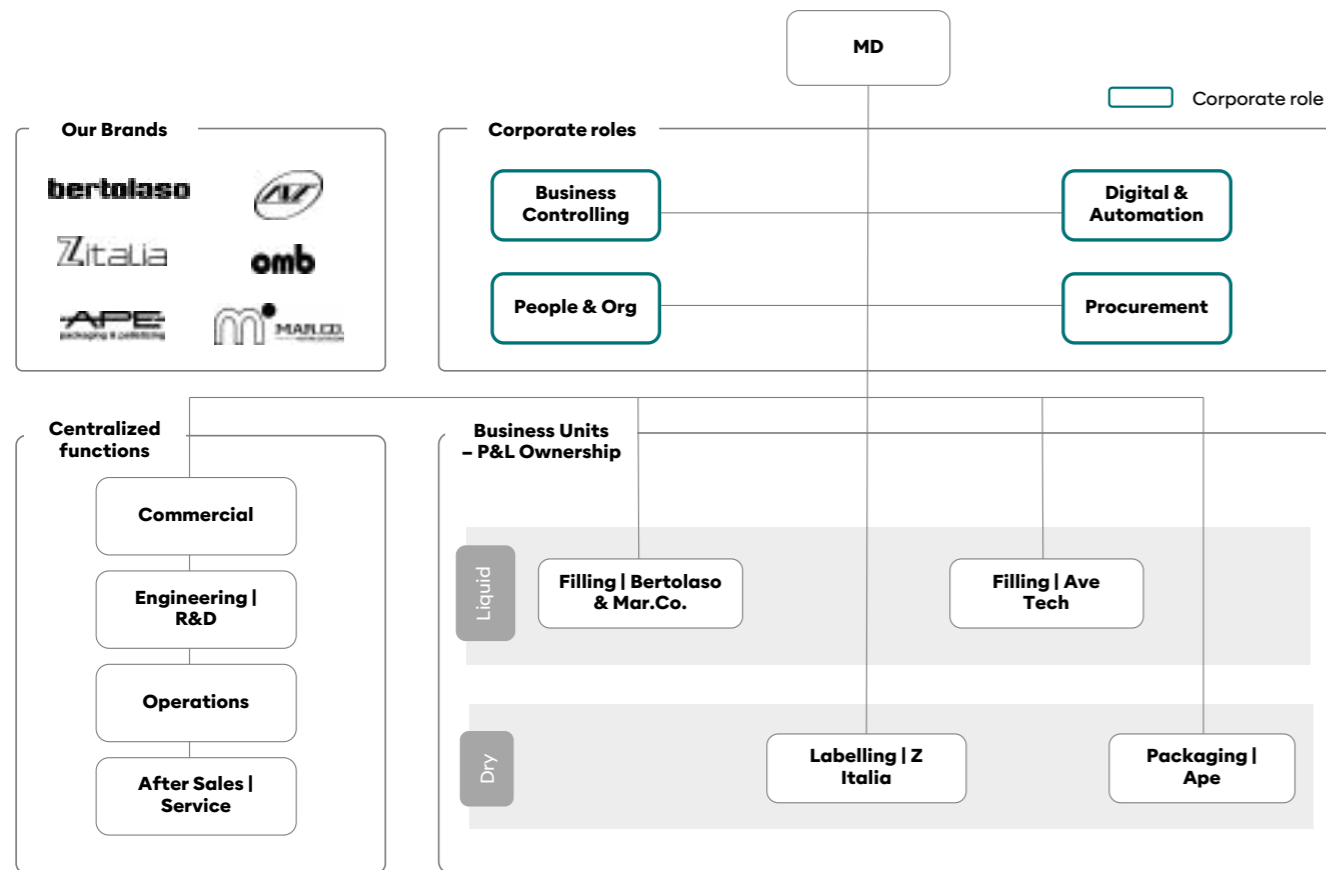 MD
Corporate role
Our Brands
bertolaso
Zitalia
omb
APE
packaging & palletizing
MAR.CO.
Corporate roles
Business
Controlling
Digital &
Automation
People & Org
Procurement
Centralized
functions
Commercial
Engineering |
R&D
Operations
After Sales |
Service
Business Units
– P&L Ownership
Liquid
Filling | Bertolaso
& Mar.Co.
Filling | Ave
Tech
Dry
Labelling | Z
Italia
Packaging |
Ape